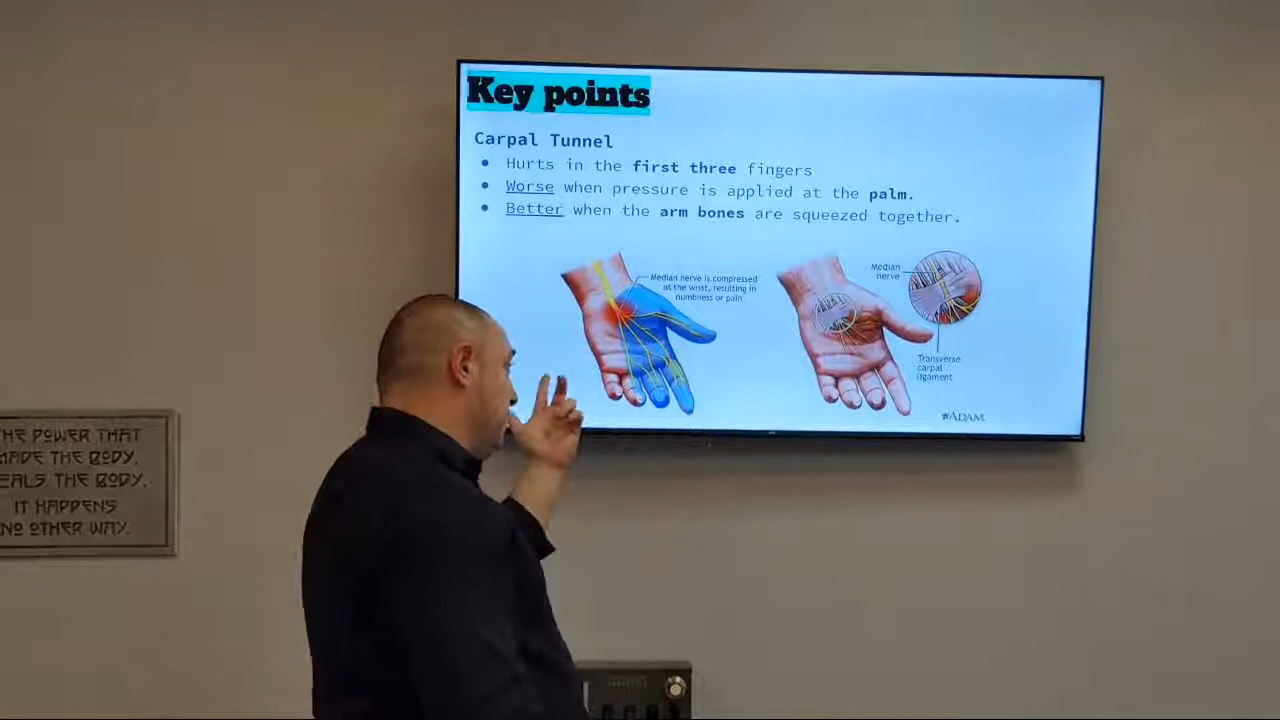 Key points
Carpal Tunnel
• Hurts in the first three fingers
• Worse when pressure is applied at the palm.
• Better when the arm bones are squeezed together.
Median nerve is compressed
at the wrist, resulting in
numbness or pain
Median
nerve
Transverse
carpal
ligament
ADAM.
THE POWER THAT
MADE THE BODY,
HEALS THE BODY,
IT HAPPENS
NO OTHER WAY.